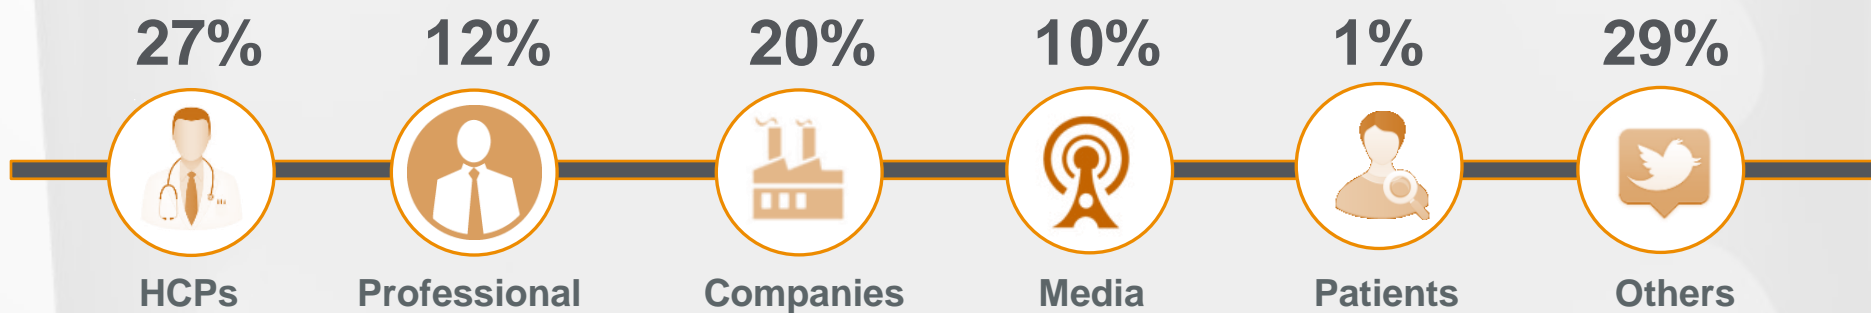 27% 12% 20% 10% 1% 29%
HCPs Professional Companies Media Patients Others